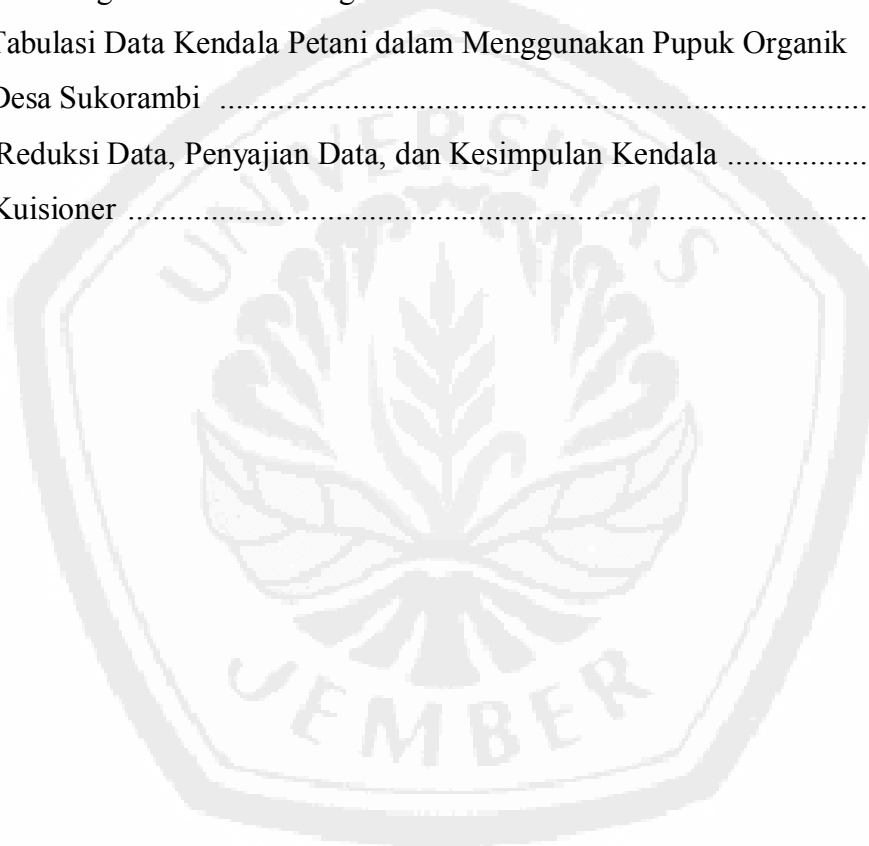 Tabulasi Data Kendala Petani dalam Menggunakan Pupuk Organik
Desa Sukorambi ..............................................................................
Reduksi Data, Penyajian Data, dan Kesimpulan Kendala .................
Kuisioner .........................................................................................
UNIVERSITAS
JEMBER